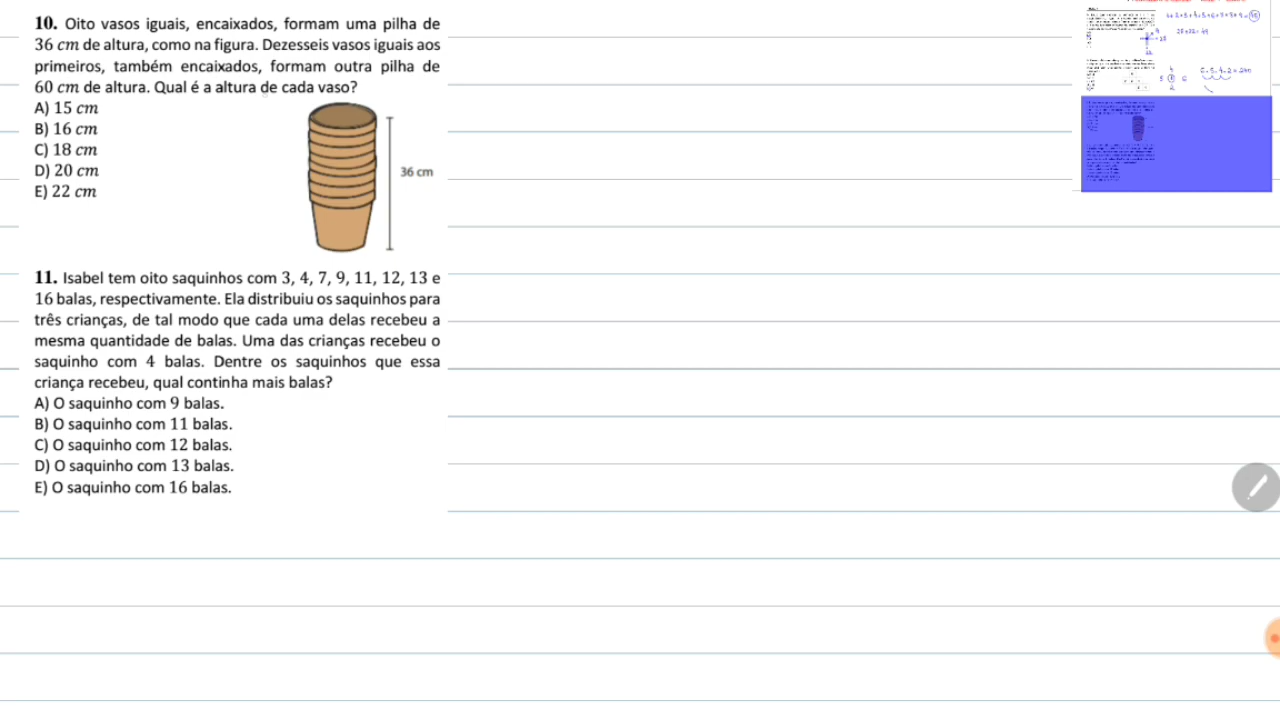 10. Oito vasos iguais, encaixados, formam uma pilha de
36 cm de altura, como na figura. Dezesseis vasos iguais aos
primeiros, também encaixados, formam outra pilha de
60 cm de altura. Qual é a altura de cada vaso?
A) 15 cm
B) 16 cm
C) 18 cm
D) 20 cm
E) 22 cm
36 cm
11. Isabel tem oito saquinhos com 3, 4, 7, 9, 11, 12, 13 e
16 balas, respectivamente. Ela distribuiu os saquinhos para
três crianças, de tal modo que cada uma delas recebeu a
mesma quantidade de balas. Uma das crianças recebeu o
saquinho com 4 balas. Dentre os saquinhos que essa
criança recebeu, qual continha mais balas?
A) O saquinho com 9 balas.
B) O saquinho com 11 balas.
C) O saquinho com 12 balas.
D) O saquinho com 13 balas.
E) O saquinho com 16 balas.